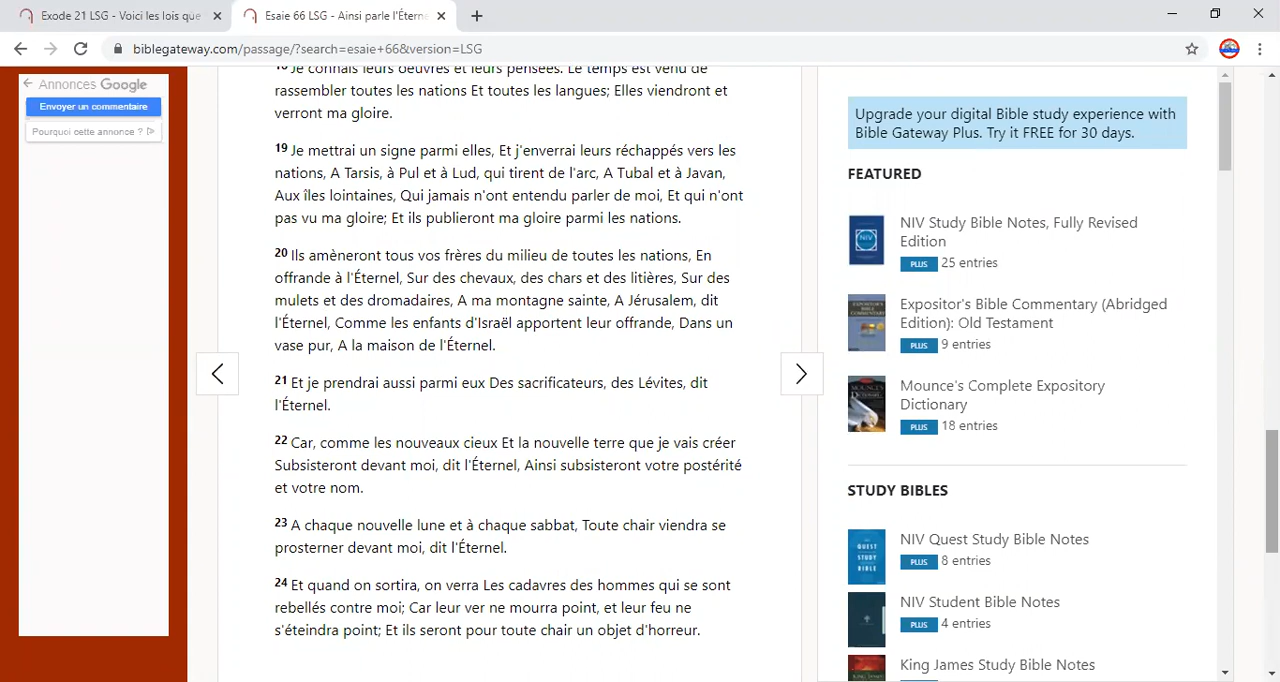 Exode 21 LSG - Voici les lois que
Esaie 66 LSG - Ainsi parle l'Éterne
biblegateway.com/passage/?search=esaie+66&version=LSG
Annonces Google
Envoyer un commentaire
Pourquoi cette annonce ?
18 Je connais leurs oeuvres et leurs pensées. Le temps est venu de
rassembler toutes les nations Et toutes les langues; Elles viendront et
verront ma gloire.
19 Je mettrai un signe parmi elles, Et j'enverrai leurs réchappés vers les
nations, A Tarsis, à Pul et à Lud, qui tirent de l'arc, A Tubal et à Javan,
Aux îles lointaines, Qui jamais n'ont entendu parler de moi, Et qui n'ont
pas vu ma gloire; Et ils publieront ma gloire parmi les nations.
20 Ils amèneront tous vos frères du milieu de toutes les nations, En
offrande à l'Éternel, Sur des chevaux, des chars et des litières, Sur des
mulets et des dromadaires, A ma montagne sainte, A Jérusalem, dit
l'Éternel, Comme les enfants d'Israël apportent leur offrande, Dans un
vase pur, A la maison de l'Éternel.
21 Et je prendrai aussi parmi eux Des sacrificateurs, des Lévites, dit
l'Éternel.
22 Car, comme les nouveaux cieux Et la nouvelle terre que je vais créer
Subsisteront devant moi, dit l'Éternel, Ainsi subsisteront votre postérité
et votre nom.
23 A chaque nouvelle lune et à chaque sabbat, Toute chair viendra se
prosterner devant moi, dit l'Éternel.
24 Et quand on sortira, on verra Les cadavres des hommes qui se sont
rebellés contre moi; Car leur ver ne mourra point, et leur feu ne
s'éteindra point; Et ils seront pour toute chair un objet d'horreur.
Upgrade your digital Bible study experience with
Bible Gateway Plus. Try it FREE for 30 days.
FEATURED
NIV Study Bible Notes, Fully Revised
Edition
PLUS 25 entries
Expositor's Bible Commentary (Abridged
Edition): Old Testament
PLUS 9 entries
Mounce's Complete Expository
Dictionary
PLUS 18 entries
STUDY BIBLES
NIV Quest Study Bible Notes
PLUS 8 entries
NIV Student Bible Notes
PLUS 4 entries
King James Study Bible Notes